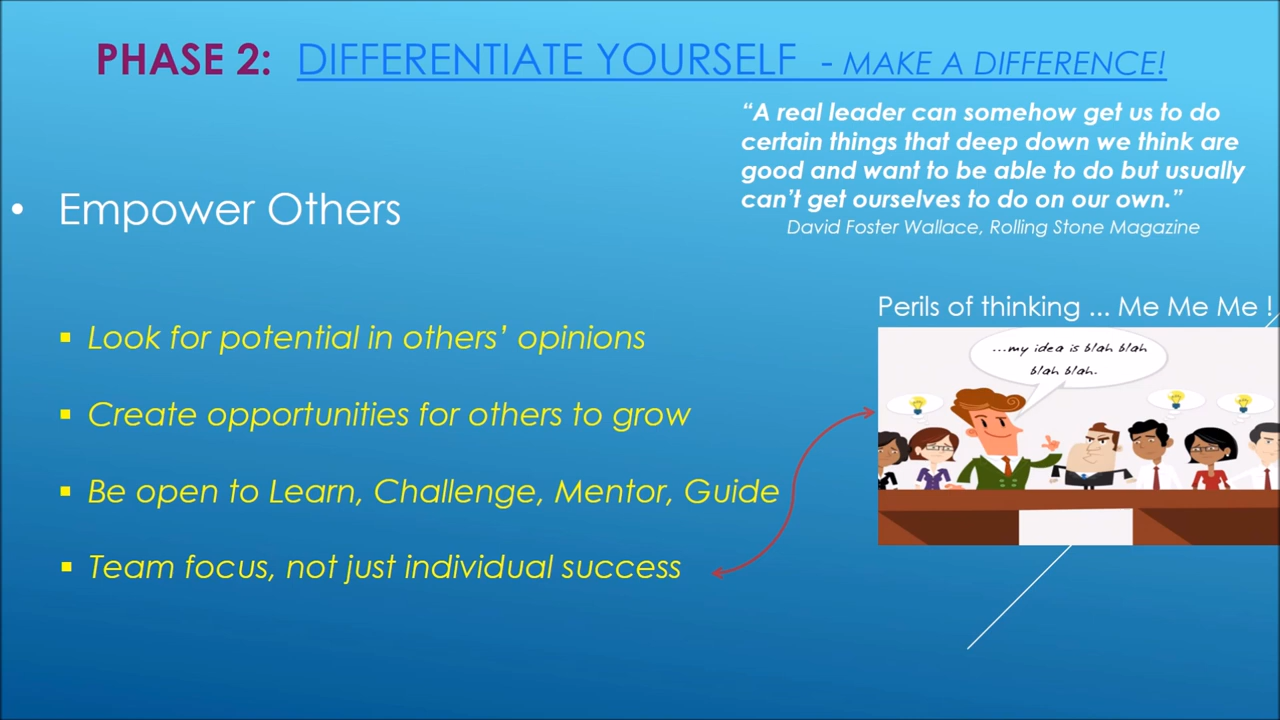 PHASE 2: DIFFERENTIATE YOURSELF - MAKE A DIFFERENCE!
“A real leader can somehow get us to do
certain things that deep down we think are
good and want to be able to do but usually
can’t get ourselves to do on our own.”
David Foster Wallace, Rolling Stone Magazine
• Empower Others
▪ Look for potential in others’ opinions
▪ Create opportunities for others to grow
▪ Be open to Learn, Challenge, Mentor, Guide
▪ Team focus, not just individual success
Perils of thinking ... Me Me Me !
...my idea is blah blah
blah blah.